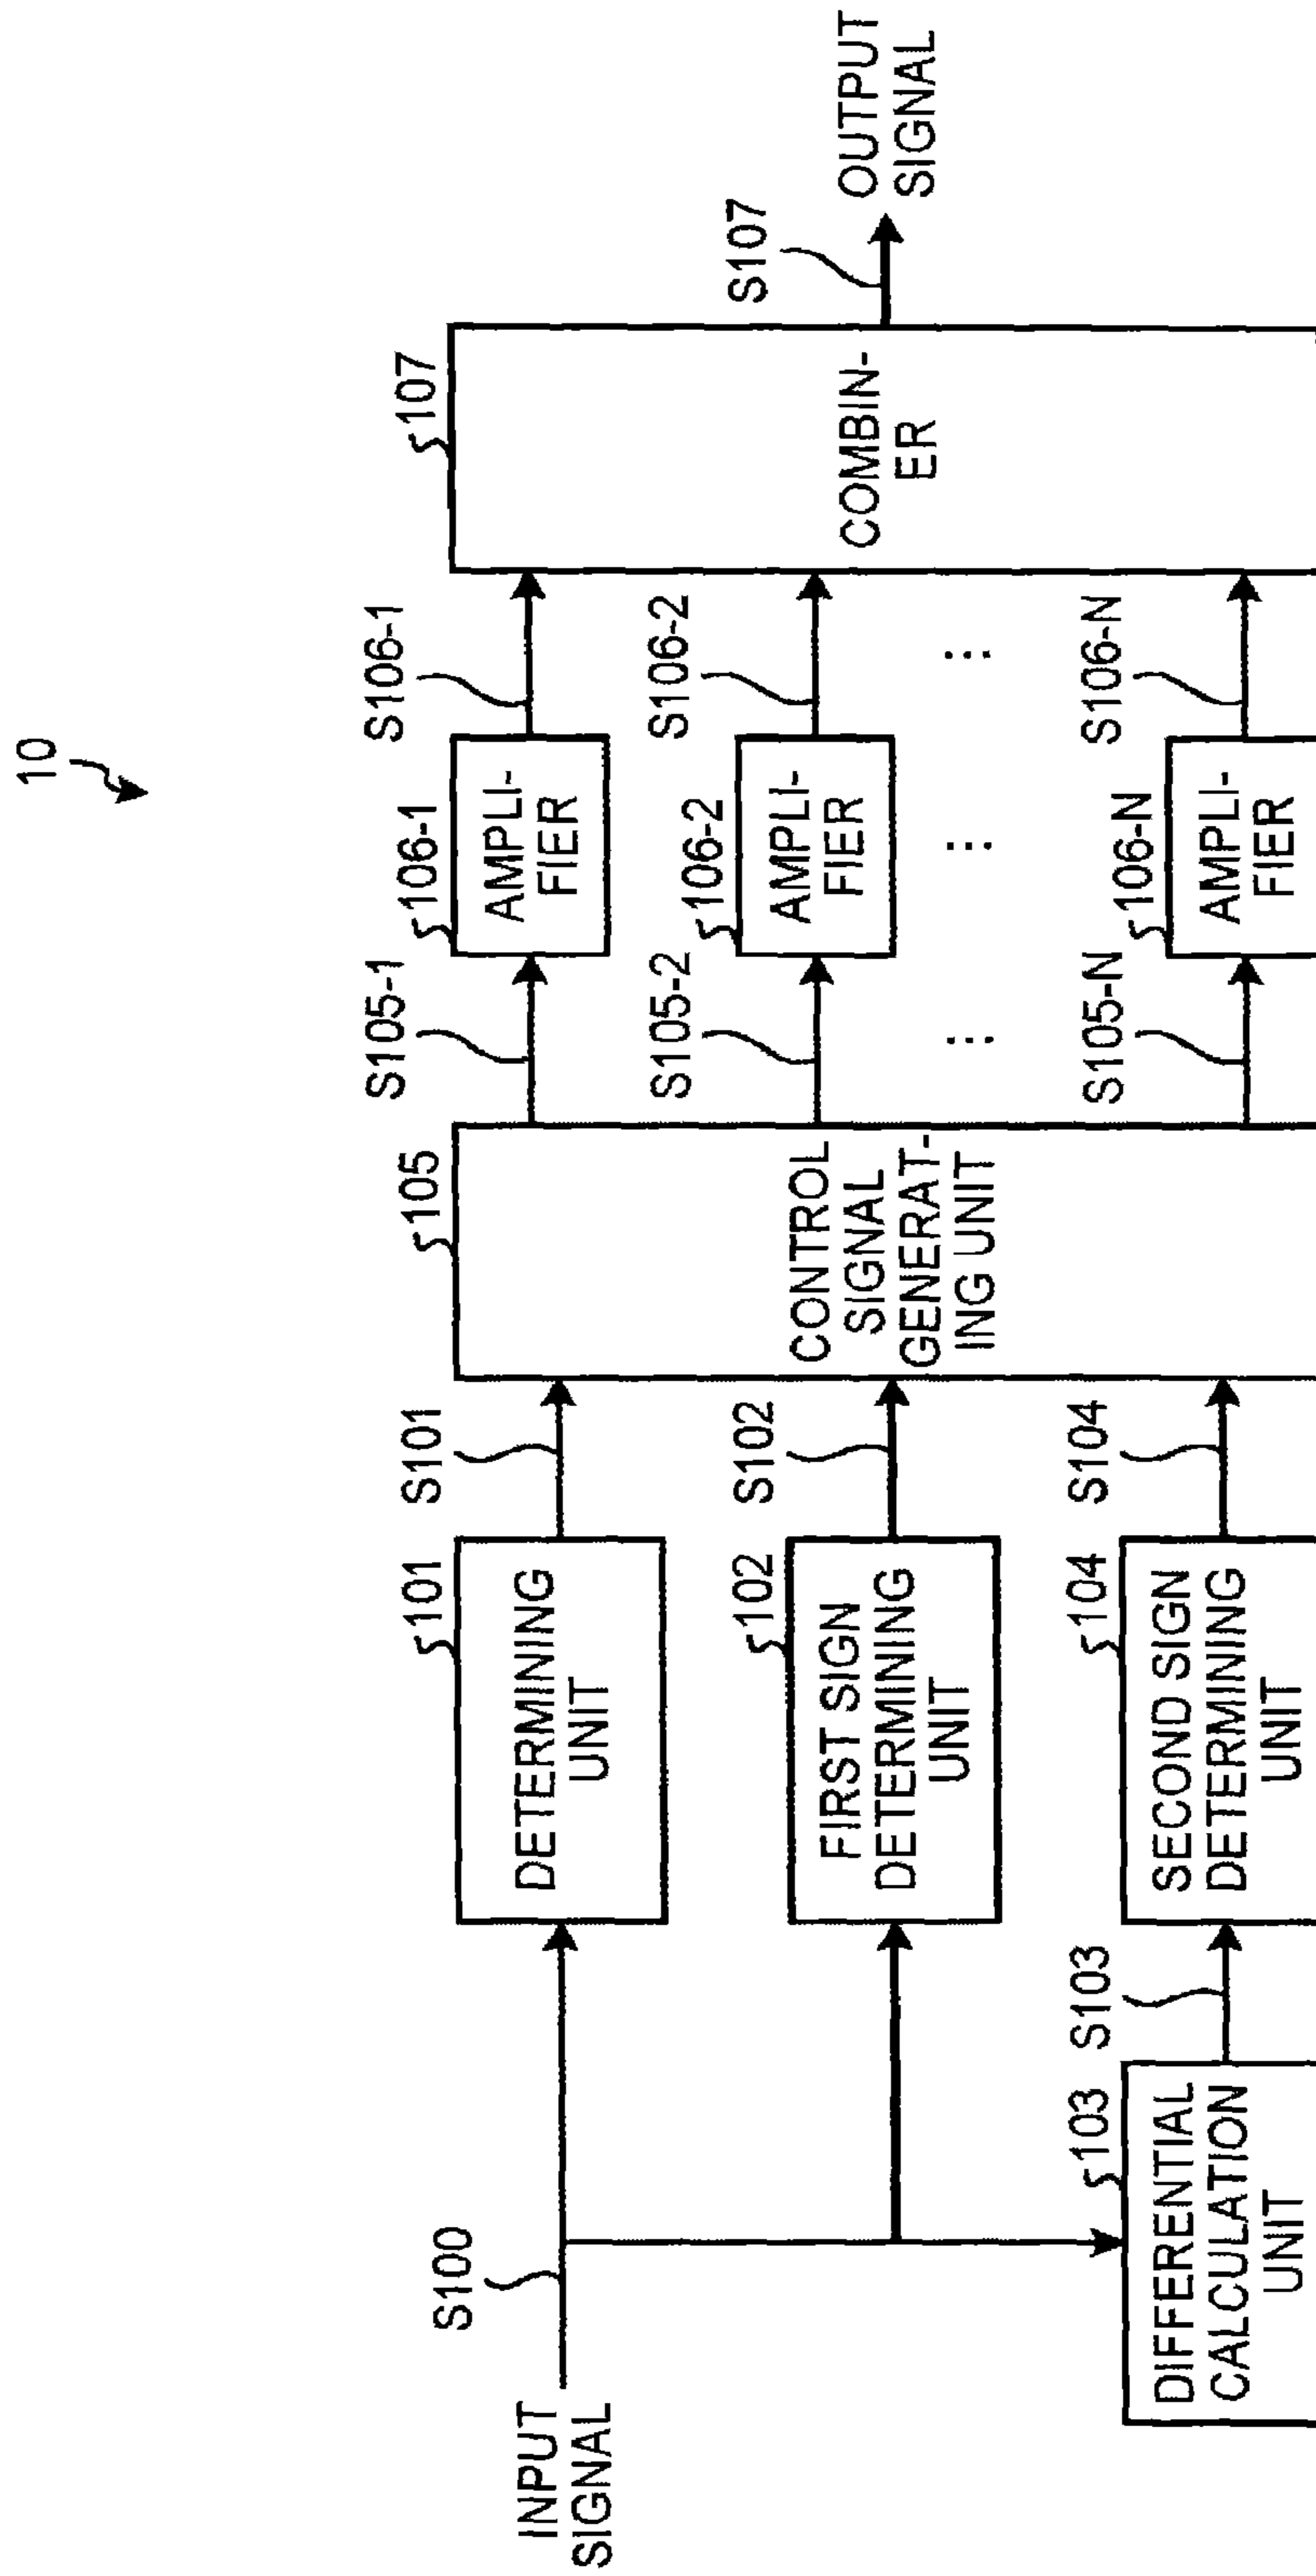 10
INPUT
SIGNAL
S100
101
DETERMINING
UNIT
S101
102
FIRST SIGN
DETERMINING
UNIT
S102
103
DIFFERENTIAL
CALCULATION
UNIT
S103
104
SECOND SIGN
DETERMINING
UNIT
S104
105
CONTROL
SIGNAL
GENERAT-
ING UNIT
S105-1
106-1
AMPLI-
FIER
S106-1
S105-2
106-2
AMPLI-
FIER
S106-2
...
...
...
S105-N
106-N
AMPLI-
FIER
S106-N
107
COMBIN-
ER
S107
OUTPUT
SIGNAL